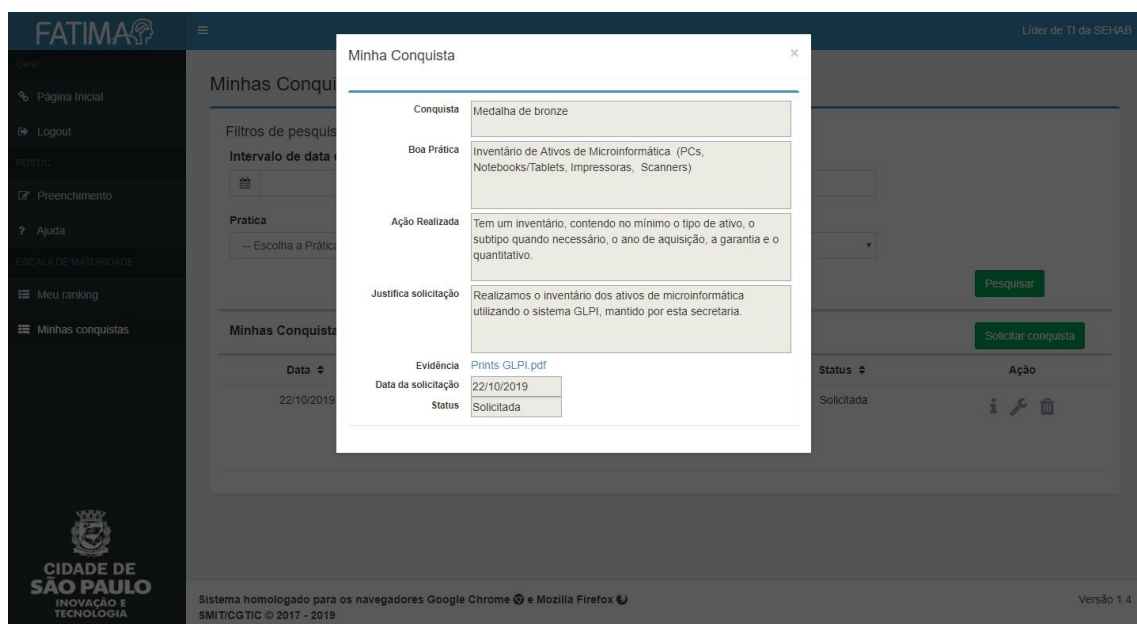 FATIMA
Líder de TI da SEHAB
Geral
Página Inicial
Logout
PDSTIC
Preenchimento
? Ajuda
ESCALA DE MATURIDADE
Meu ranking
Minhas conquistas
CIDADE DE
SÃO PAULO
INOVAÇÃO E
TECNOLOGIA
Minhas Conqui
Filtros de pesquis
Intervalo de data
Pratica
-- Escolha a Prática
Pesquisar
Minhas Conquista
Solicitar conquista
Data
Status
Ação
22/10/2019
Solicitada
Minha Conquista
×
Conquista
Medalha de bronze
Boa Prática
Inventário de Ativos de Microinformática (PCs,
Notebooks/Tablets, Impressoras, Scanners)
Ação Realizada
Tem um inventário, contendo no mínimo o tipo de ativo, o
subtipo quando necessário, o ano de aquisição, a garantia e o
quantitativo.
Justifica solicitação
Realizamos o inventário dos ativos de microinformática
utilizando o sistema GLPI, mantido por esta secretaria.
Evidência
Prints GLPI.pdf
Data da solicitação
22/10/2019
Status
Solicitada
Sistema homologado para os navegadores Google Chrome e Mozilla Firefox
SMIT/CGTIC © 2017 - 2019
Versão 1.4